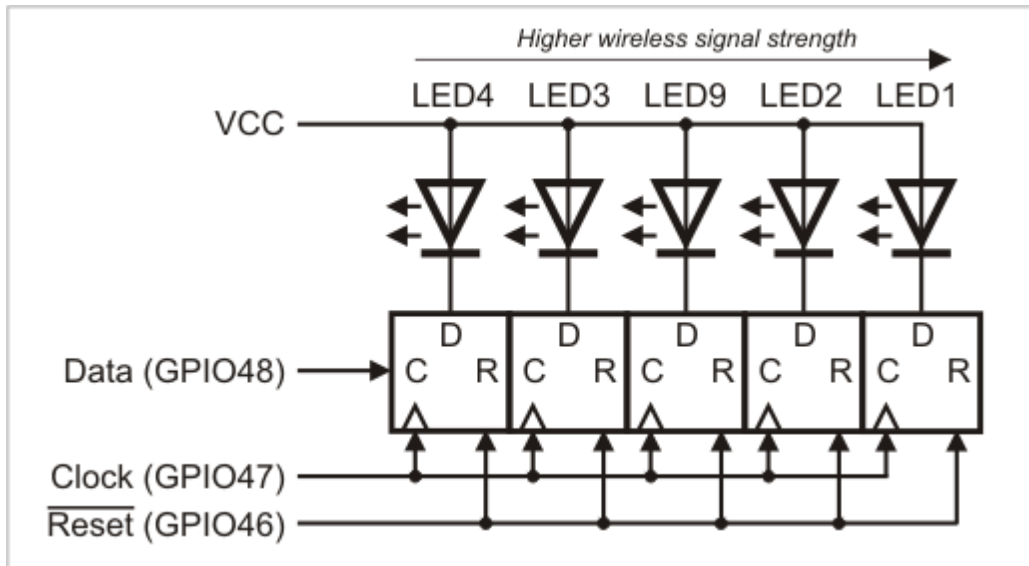 Higher wireless signal strength
LED4 LED3 LED9 LED2 LED1
VCC
D D D D D
Data (GPIO48)
C R C R C R C R C R
Clock (GPIO47)
Reset (GPIO46)